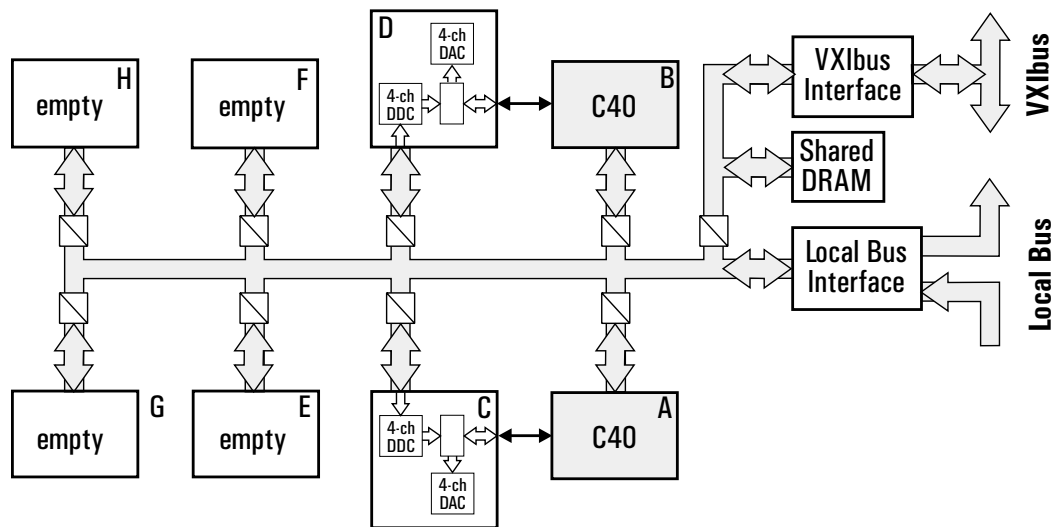 H
empty
F
empty
D
4-ch
DAC
4-ch
DDC
B
C40
VXIbus
Interface
VXIbus
Shared
DRAM
Local Bus
Interface
Local Bus
G
empty
E
empty
C
4-ch
DDC
4-ch
DAC
A
C40